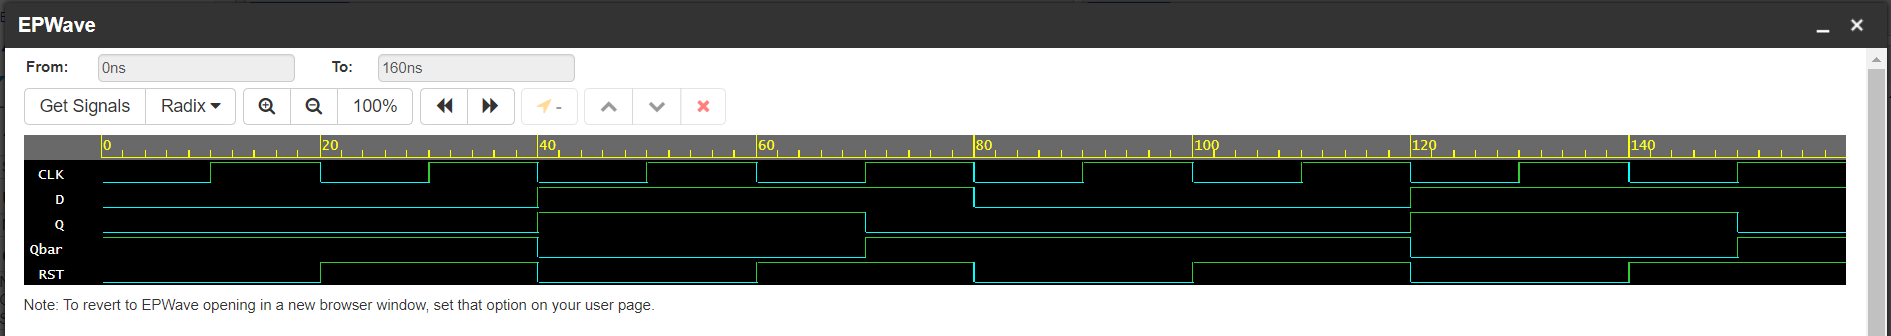 EPWave
From: 0ns To: 160ns
Get Signals Radix 100% -
0 20 40 60 80 100 120 140
CLK
D
Q
Qbar
RST
Note: To revert to EPWave opening in a new browser window, set that option on your user page.